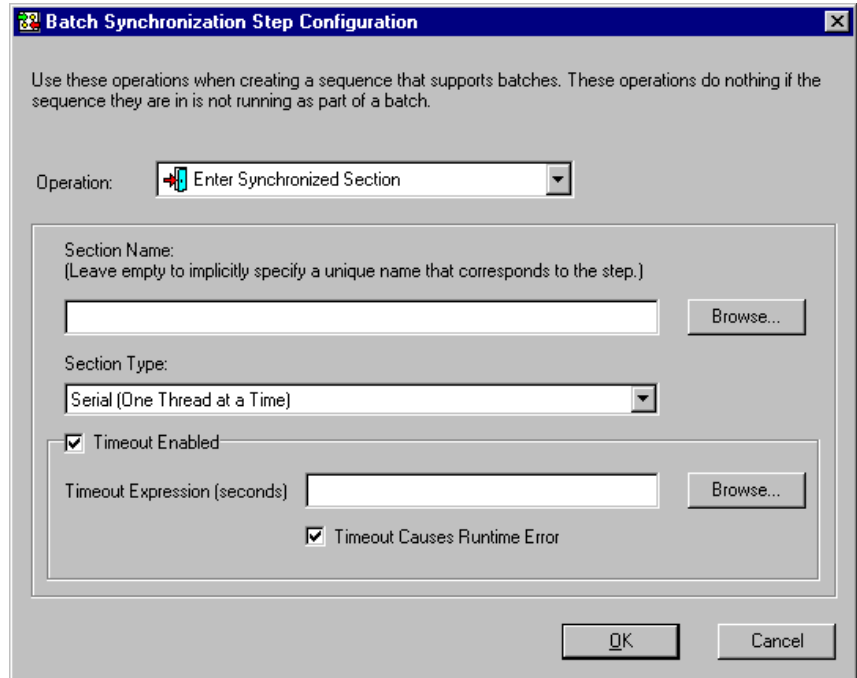 Batch Synchronization Step Configuration
Use these operations when creating a sequence that supports batches. These operations do nothing if the
sequence they are in is not running as part of a batch.
Operation: Enter Synchronized Section
Section Name:
(Leave empty to implicitly specify a unique name that corresponds to the step.)
Browse...
Section Type:
Serial (One Thread at a Time)
Timeout Enabled
Timeout Expression (seconds) Browse...
Timeout Causes Runtime Error
OK Cancel